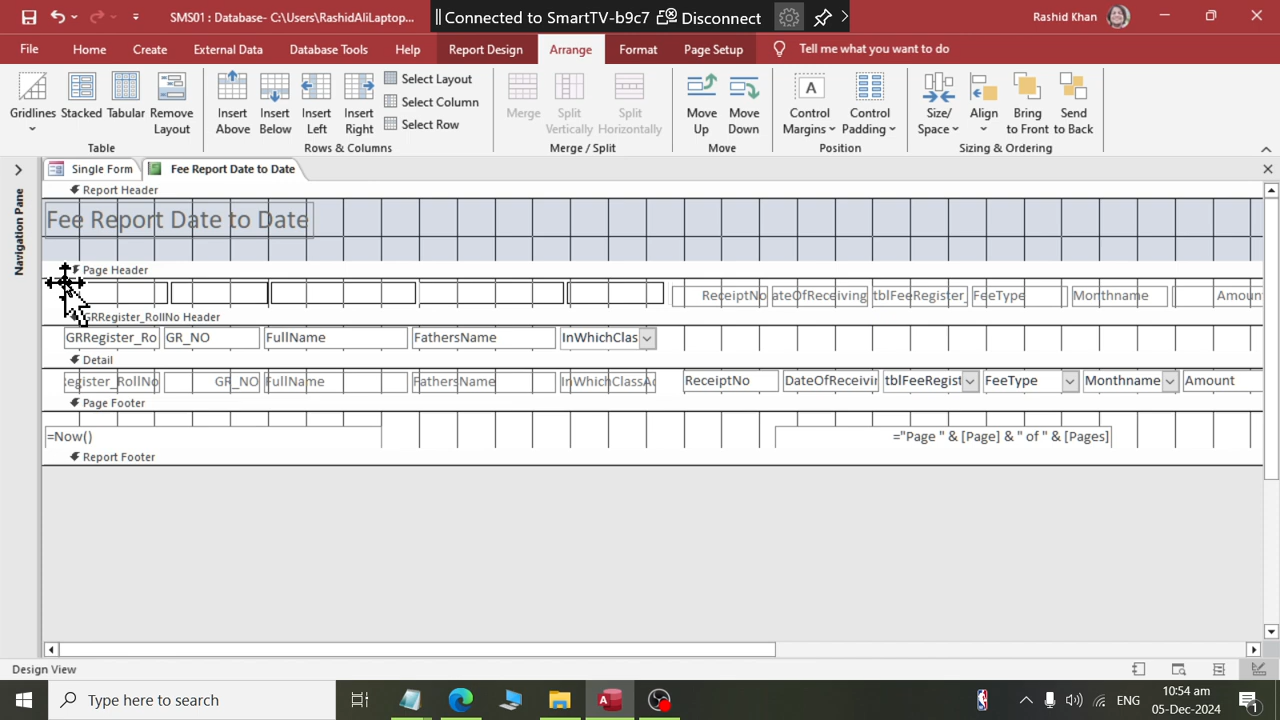 SMS01 : Database- C:\Users\RashidAliLaptop...
Connected to SmartTV-b9c7 Disconnect
Rashid Khan
File Home Create External Data Database Tools Help Report Design Arrange Format Page Setup Tell me what you want to do
Gridlines Stacked Tabular Remove Layout
Table
Insert Above Insert Below Insert Left Insert Right
Select Layout
Select Column
Select Row
Rows & Columns
Merge Split Vertically Split Horizontally
Merge / Split
Move Up Move Down
Move
Control Margins Control Padding
Position
Size/ Space Align Bring to Front Send to Back
Sizing & Ordering
Navigation Pane
Single Form Fee Report Date to Date
Report Header
Fee Report Date to Date
Page Header
ReceiptNo ateOfReceiving tblFeeRegister_ FeeType Monthname Amoun
GRRegister_RollNo Header
GRRegister_Ro GR_NO FullName FathersName InWhichClas
Detail
egister_RollNo GR_NO FullName FathersName InWhichClassAc ReceiptNo DateOfReceivin tblFeeRegist FeeType Monthname Amount
Page Footer
=Now() ="Page " & [Page] & " of " & [Pages]
Report Footer
Design View
Type here to search
ENG
10:54 am
05-Dec-2024
1